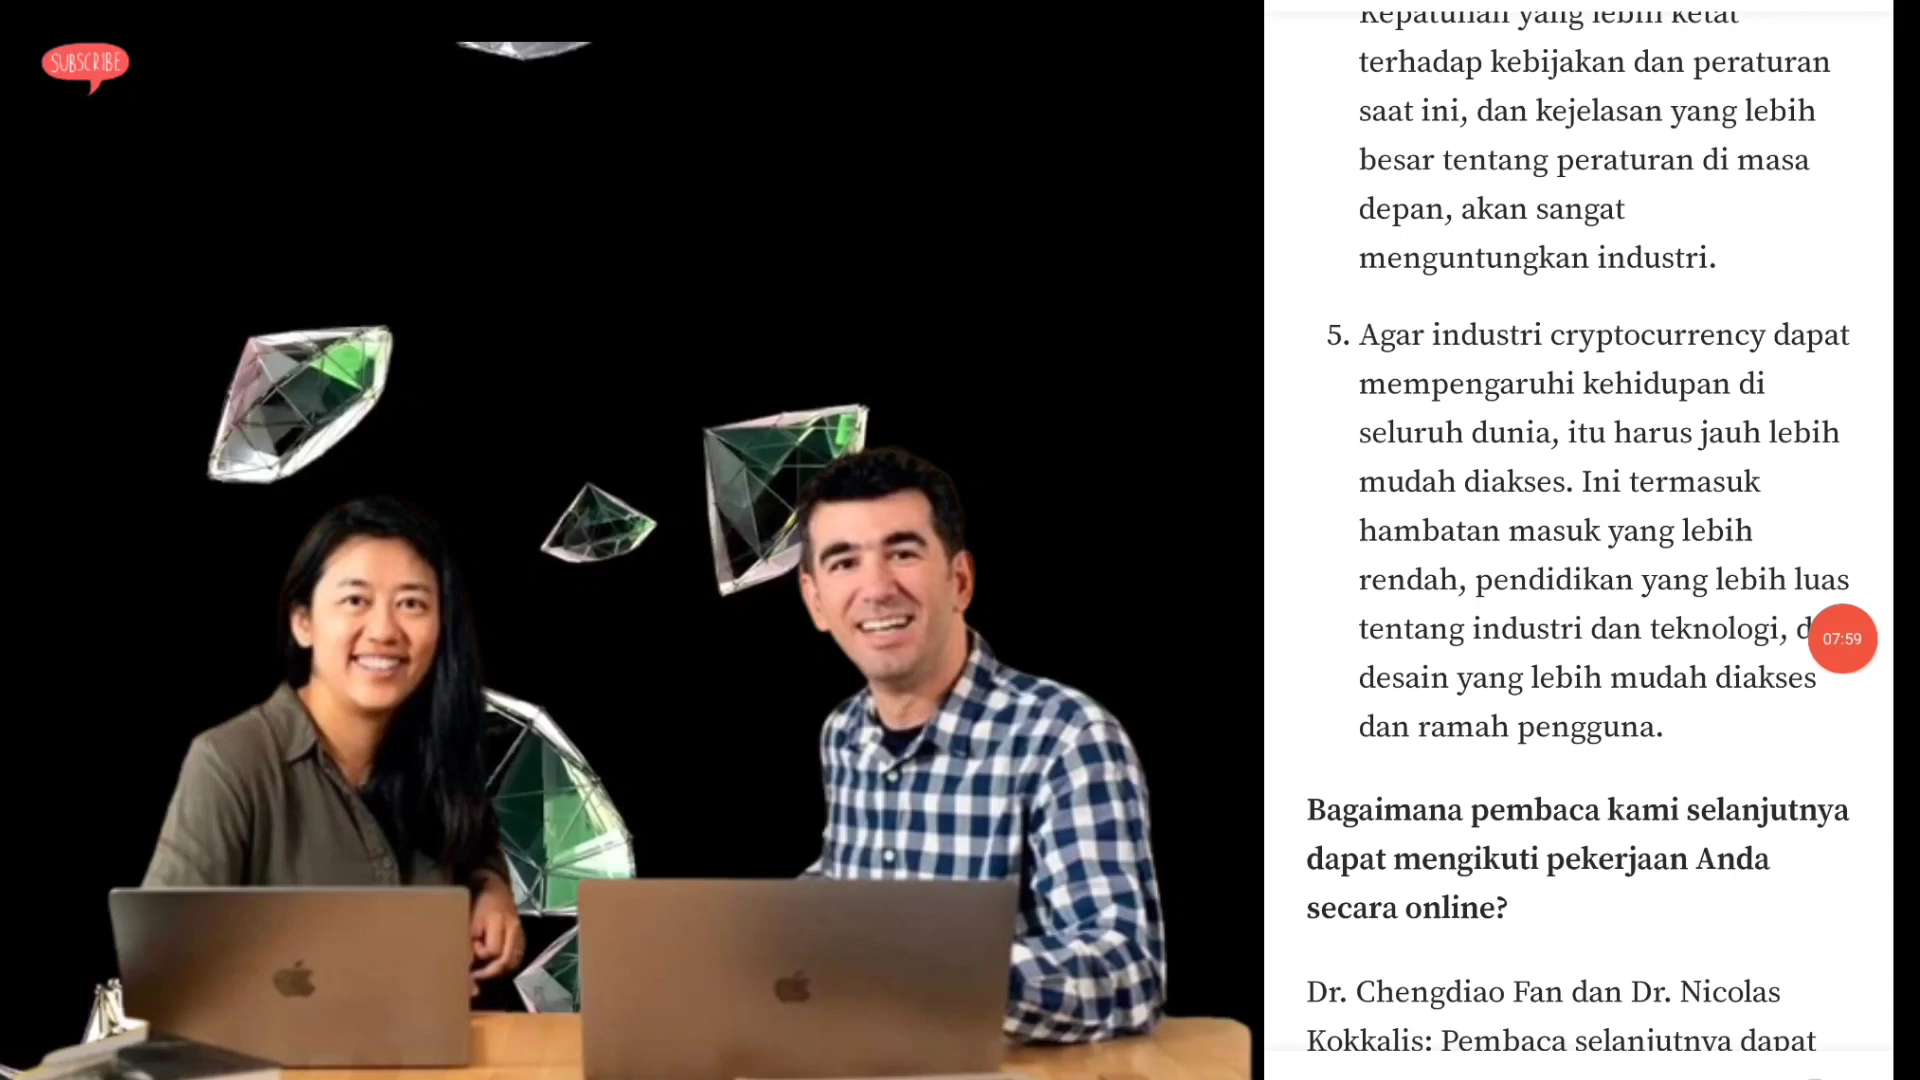 SUBSCRIBE
Kepatuhan yang lebih ketat
terhadap kebijakan dan peraturan
saat ini, dan kejelasan yang lebih
besar tentang peraturan di masa
depan, akan sangat
menguntungkan industri.
5. Agar industri cryptocurrency dapat
mempengaruhi kehidupan di
seluruh dunia, itu harus jauh lebih
mudah diakses. Ini termasuk
hambatan masuk yang lebih
rendah, pendidikan yang lebih luas
tentang industri dan teknologi,
07:59
desain yang lebih mudah diakses
dan ramah pengguna.
Bagaimana pembaca kami selanjutnya
dapat mengikuti pekerjaan Anda
secara online?
Dr. Chengdiao Fan dan Dr. Nicolas
Kokkalis: Pembaca selanjutnya dapat